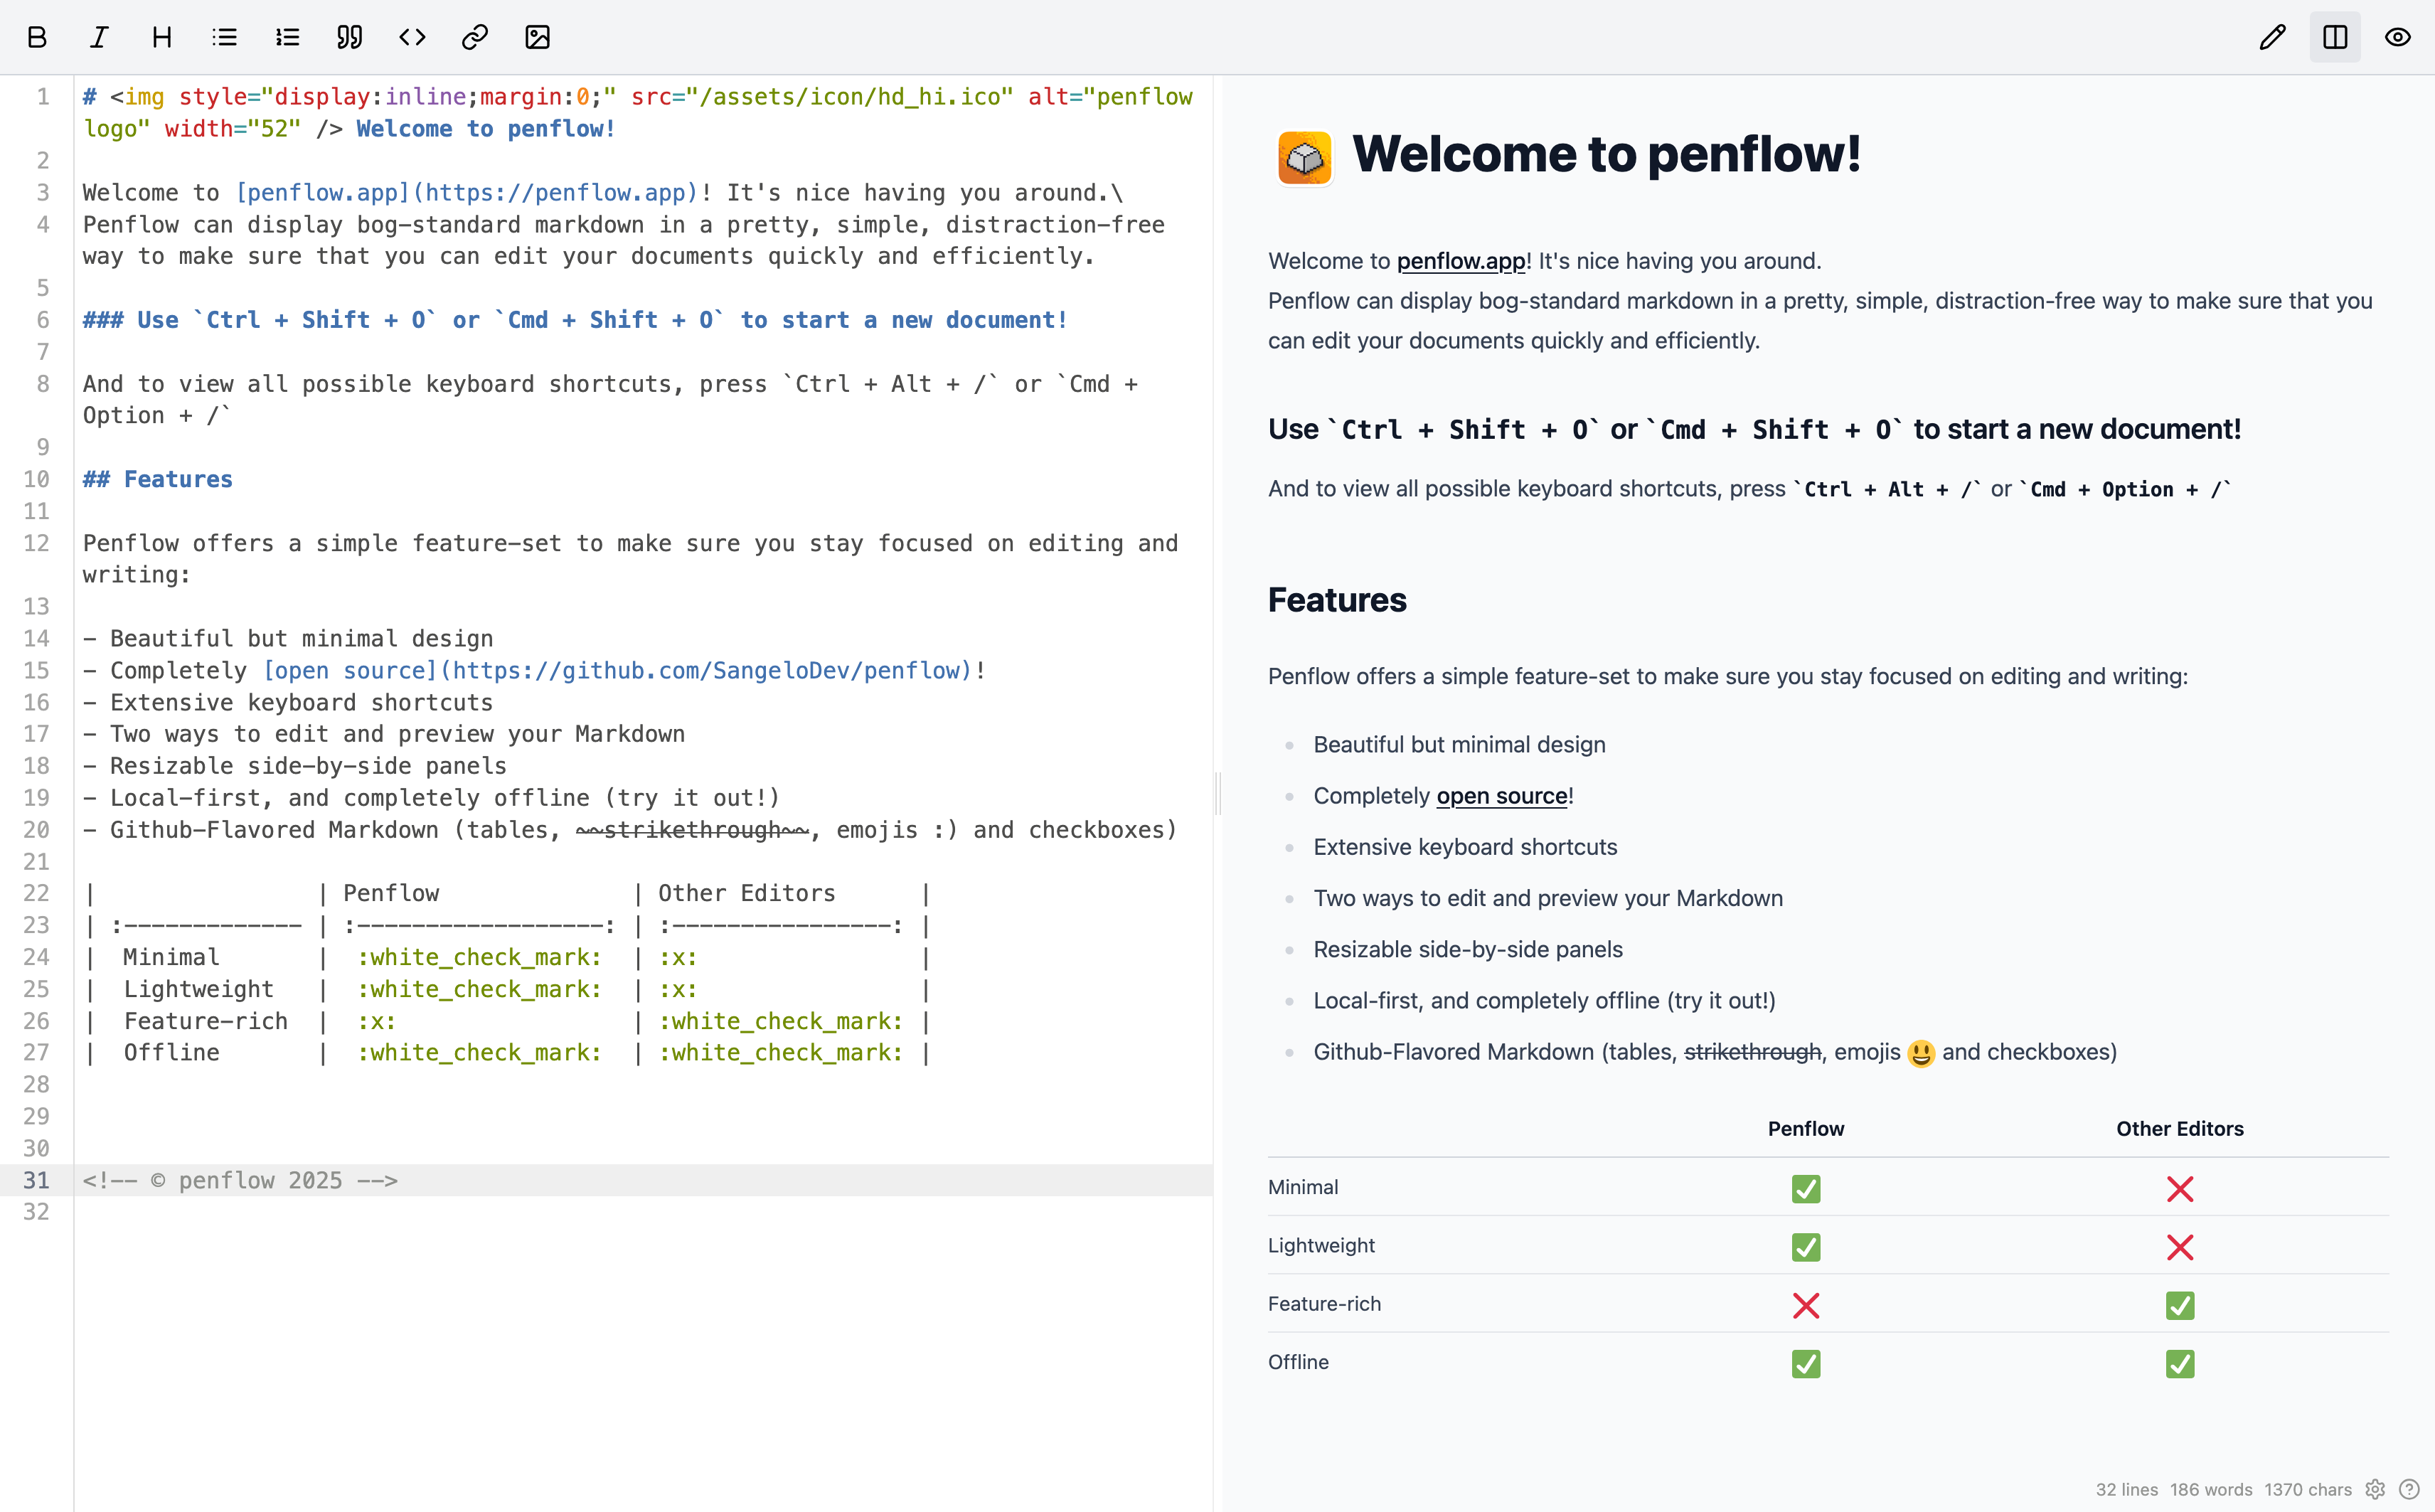 1 # <img style="display:inline;margin:0;" src="/assets/icon/hd_hi.ico" alt="penflow
logo" width="52" /> Welcome to penflow!
2
3 Welcome to [penflow.app](https://penflow.app)! It's nice having you around.\
4 Penflow can display bog-standard markdown in a pretty, simple, distraction-free
way to make sure that you can edit your documents quickly and efficiently.
5
6 ### Use `Ctrl + Shift + O` or `Cmd + Shift + O` to start a new document!
7
8 And to view all possible keyboard shortcuts, press `Ctrl + Alt + /` or `Cmd +
Option + /`
9
10 ## Features
11
12 Penflow offers a simple feature-set to make sure you stay focused on editing and
writing:
13
14 - Beautiful but minimal design
15 - Completely [open source](https://github.com/SangeloDev/penflow)!
16 - Extensive keyboard shortcuts
17 - Two ways to edit and preview your Markdown
18 - Resizable side-by-side panels
19 - Local-first, and completely offline (try it out!)
20 - Github-Flavored Markdown (tables, ~~strikethrough~~, emojis :) and checkboxes)
21
22 |                | Penflow              | Other Editors      |
23 | :------------- | :------------------: | :----------------: |
24 |  Minimal       |  :white_check_mark:  | :x:                |
25 |  Lightweight   |  :white_check_mark:  | :x:                |
26 |  Feature-rich  |  :x:                 | :white_check_mark: |
27 |  Offline       |  :white_check_mark:  | :white_check_mark: |
28
29
30
31 <!-- © penflow 2025 -->
32
Welcome to penflow!
Welcome to penflow.app! It's nice having you around.
Penflow can display bog-standard markdown in a pretty, simple, distraction-free way to make sure that you
can edit your documents quickly and efficiently.
Use `Ctrl + Shift + O` or `Cmd + Shift + O` to start a new document!
And to view all possible keyboard shortcuts, press `Ctrl + Alt + /` or `Cmd + Option + /`
Features
Penflow offers a simple feature-set to make sure you stay focused on editing and writing:
Beautiful but minimal design
Completely open source!
Extensive keyboard shortcuts
Two ways to edit and preview your Markdown
Resizable side-by-side panels
Local-first, and completely offline (try it out!)
Github-Flavored Markdown (tables, strikethrough, emojis 😃 and checkboxes)
Penflow Other Editors
Minimal ✅ ❌
Lightweight ✅ ❌
Feature-rich ❌ ✅
Offline ✅ ✅
32 lines 186 words 1370 chars